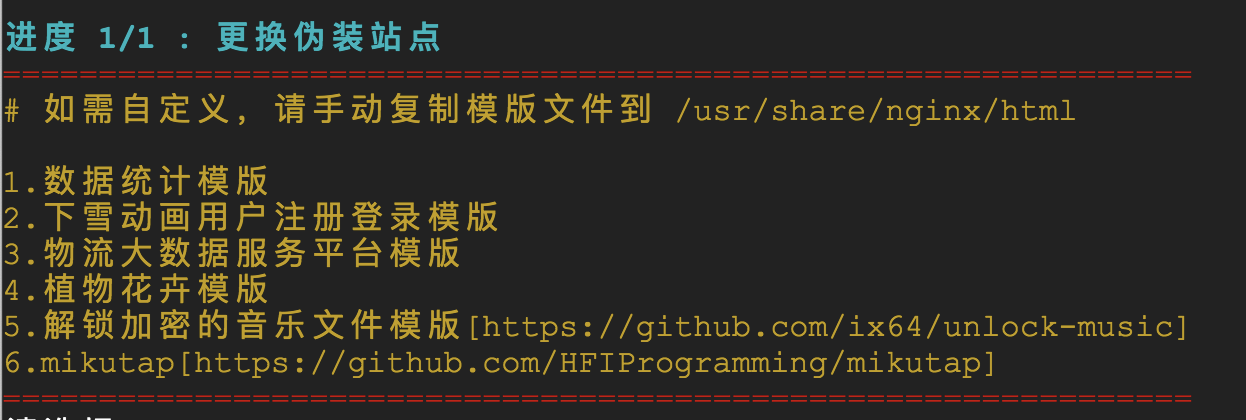 进度 1/1 : 更换伪装站点
==============================================================
# 如需自定义，请手动复制模版文件到 /usr/share/nginx/html
1.数据统计模版
2.下雪动画用户注册登录模版
3.物流大数据服务平台模版
4.植物花卉模版
5.解锁加密的音乐文件模版[https://github.com/ix64/unlock-music]
6.mikutap[https://github.com/HFIProgramming/mikutap]
==============================================================